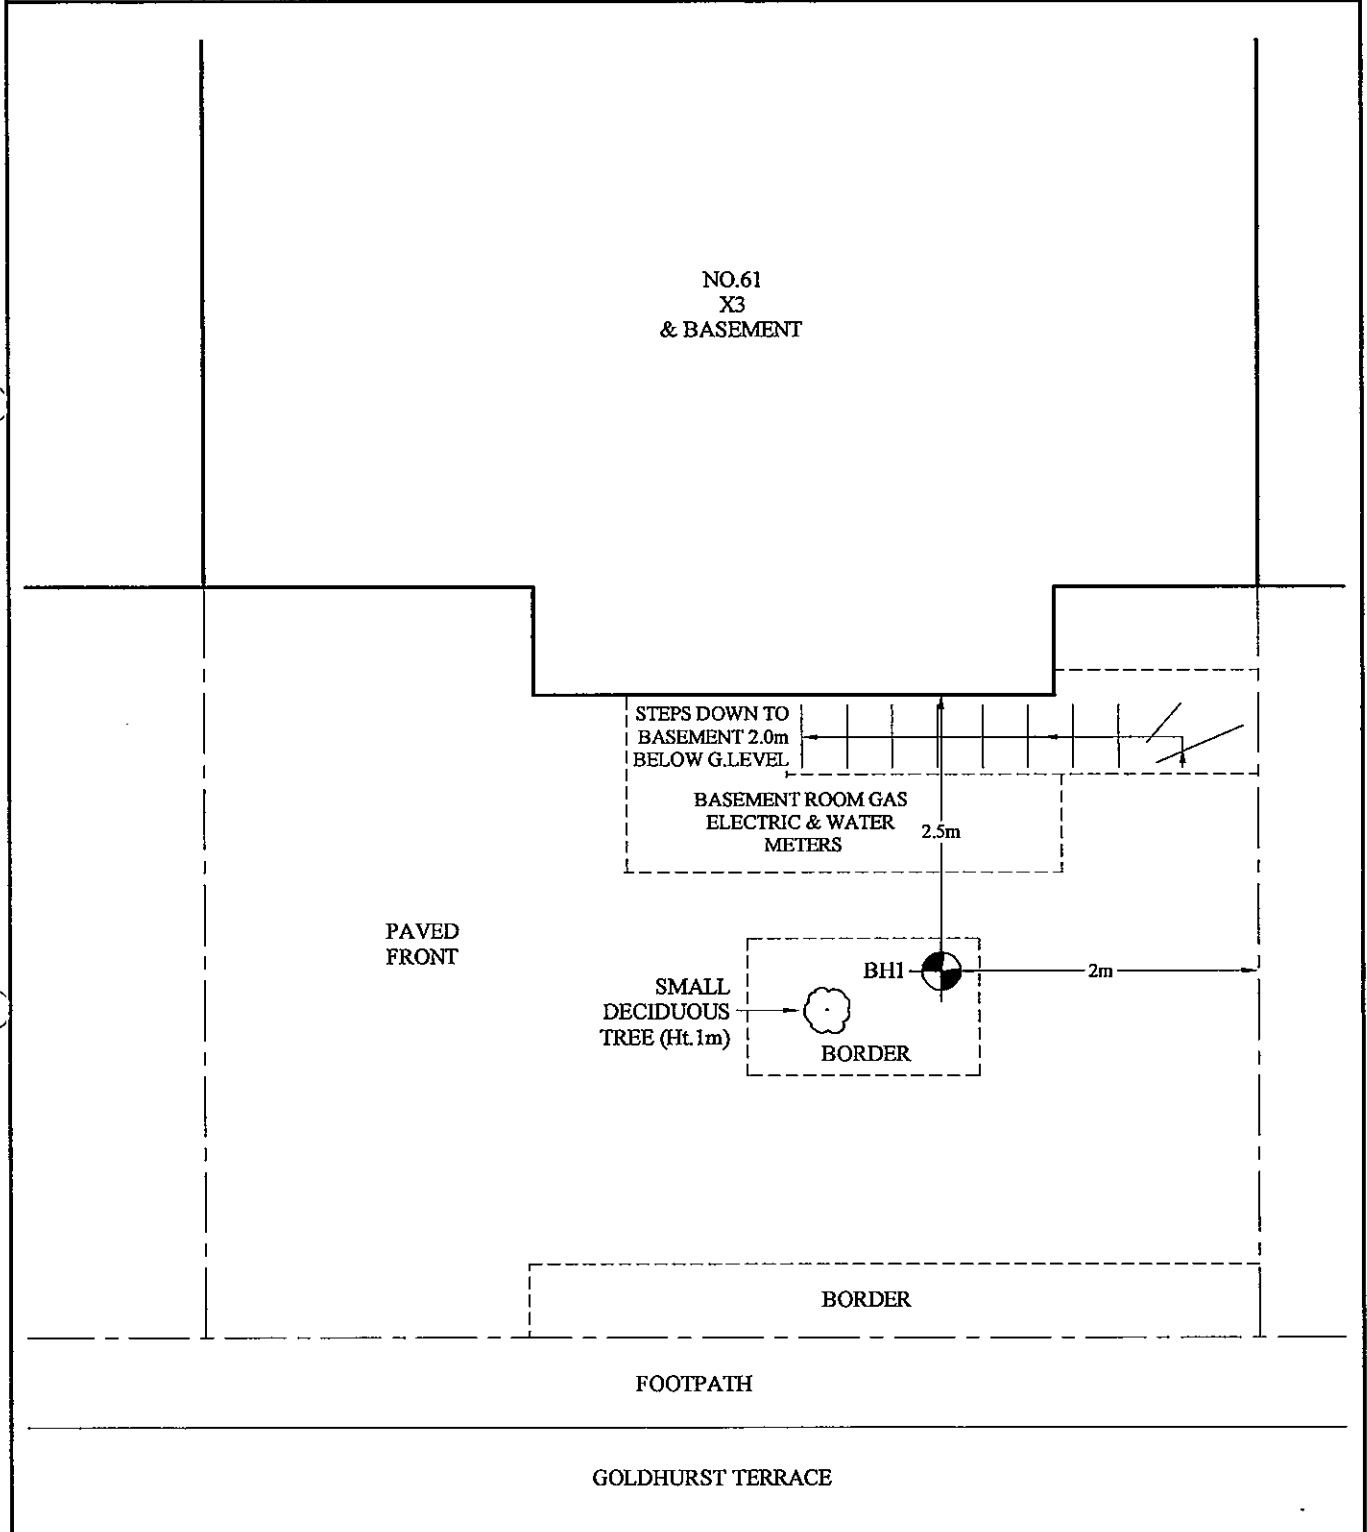 NO.61
X3
& BASEMENT
STEPS DOWN TO
BASEMENT 2.0m
BELOW G.LEVEL
BASEMENT ROOM GAS
ELECTRIC & WATER
METERS
2.5m
PAVED
FRONT
BH1
2m
SMALL
DECIDUOUS
TREE (Ht.1m)
BORDER
BORDER
FOOTPATH
GOLDHURST TERRACE